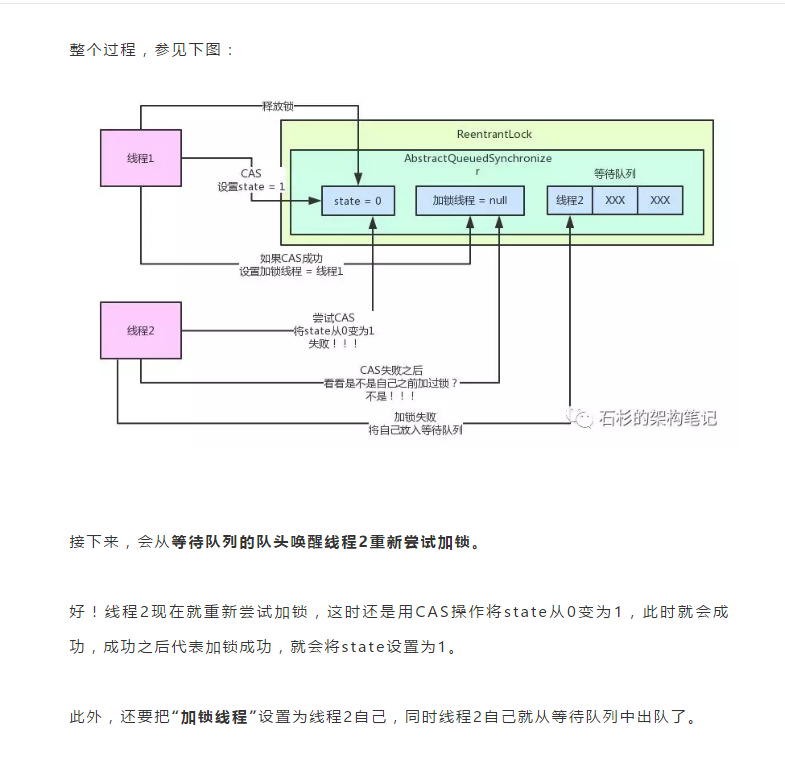 整个过程，参见下图：
释放锁
ReentrantLock
线程1
AbstractQueuedSynchronize
r
CAS
设置state = 1
等待队列
state = 0
加锁线程 = null
线程2
XXX
XXX
如果CAS成功
设置加锁线程 = 线程1
线程2
尝试CAS
将state从0变为1
失败！！！
CAS失败之后
看看是不是自己之前加过锁？
不是！！！
加锁失败
将自己放入等待队列
石杉的架构笔记
接下来，会从等待队列的队头唤醒线程2重新尝试加锁。
好！线程2现在就重新尝试加锁，这时还是用CAS操作将state从0变为1，此时就会成
功，成功之后代表加锁成功，就会将state设置为1。
此外，还要把“加锁线程”设置为线程2自己，同时线程2自己就从等待队列中出队了。